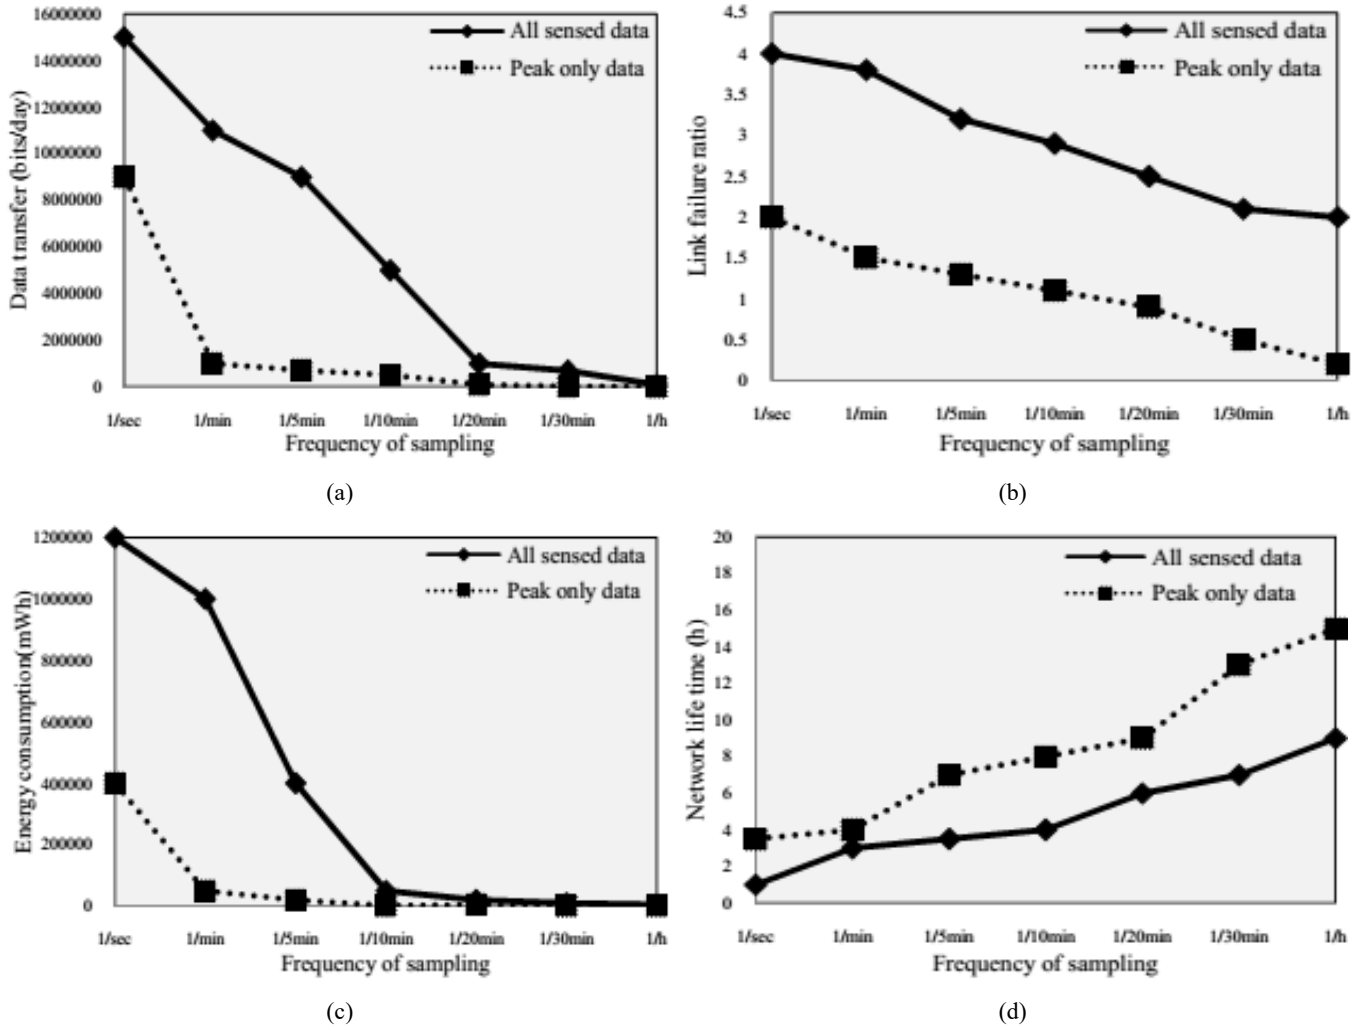 16000000
14000000
12000000
10000000
8000000
6000000
4000000
2000000
0
Data transfer (bits/day)
All sensed data
Peak only data
1/sec 1/min 1/5min 1/10min 1/20min 1/30min 1/h
Frequency of sampling
(a)
4.5
4
3.5
3
2.5
2
1.5
1
0.5
0
Link failure ratio
All sensed data
Peak only data
1/sec 1/min 1/5min 1/10min 1/20min 1/30min 1/h
Frequency of sampling
(b)
1200000
1000000
800000
600000
400000
200000
0
Energy consumption(mWh)
All sensed data
Peak only data
1/sec 1/min 1/5min 1/10min 1/20min 1/30min 1/h
Frequency of sampling
(c)
20
18
16
14
12
10
8
6
4
2
0
Network life time (h)
All sensed data
Peak only data
1/sec 1/min 1/5min 1/10min 1/20min 1/30min 1/h
Frequency of sampling
(d)